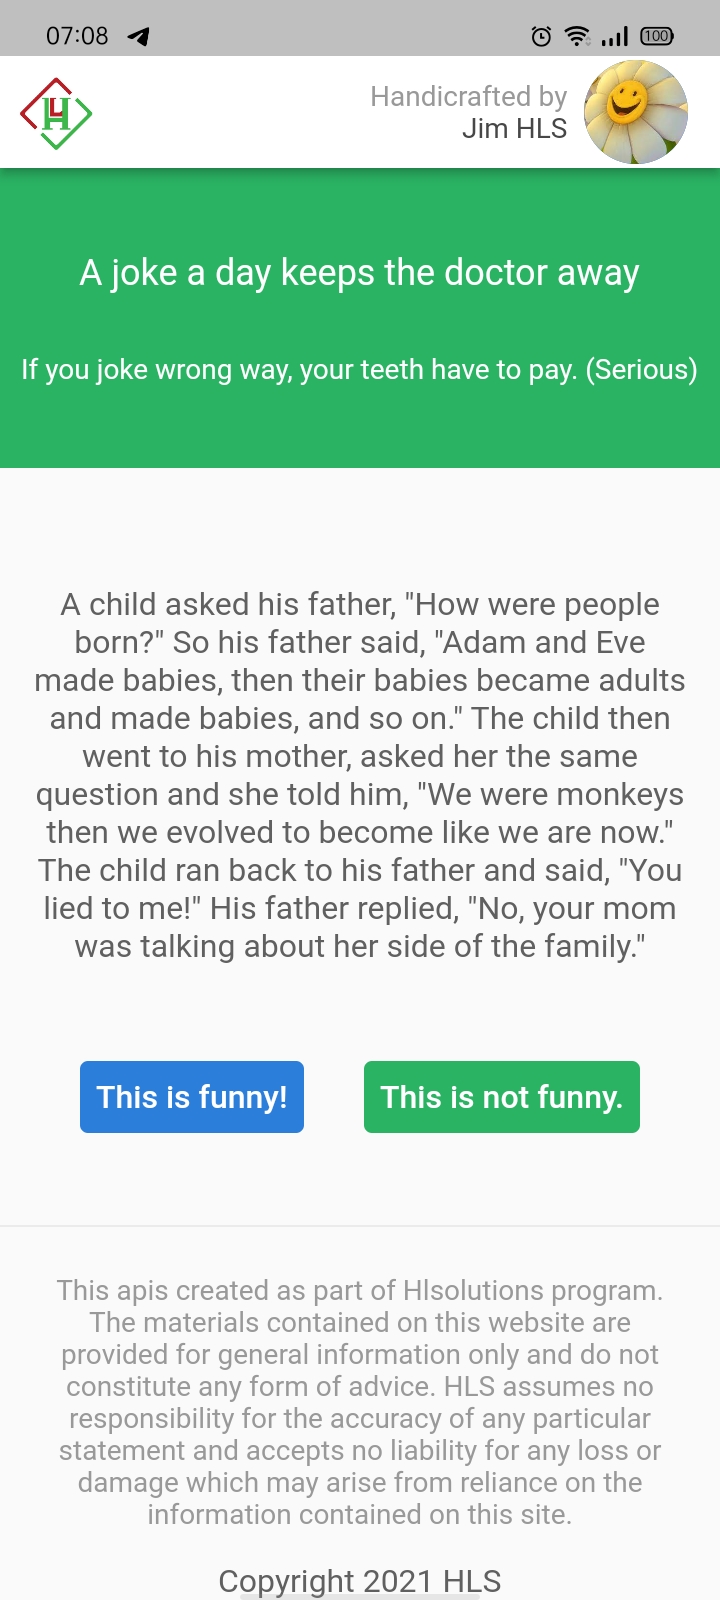 07:08
100
H
Handicrafted by
Jim HLS
A joke a day keeps the doctor away
If you joke wrong way, your teeth have to pay. (Serious)
A child asked his father, "How were people
born?" So his father said, "Adam and Eve
made babies, then their babies became adults
and made babies, and so on." The child then
went to his mother, asked her the same
question and she told him, "We were monkeys
then we evolved to become like we are now."
The child ran back to his father and said, "You
lied to me!" His father replied, "No, your mom
was talking about her side of the family."
This is funny!
This is not funny.
This apis created as part of Hlsolutions program.
The materials contained on this website are
provided for general information only and do not
constitute any form of advice. HLS assumes no
responsibility for the accuracy of any particular
statement and accepts no liability for any loss or
damage which may arise from reliance on the
information contained on this site.
Copyright 2021 HLS